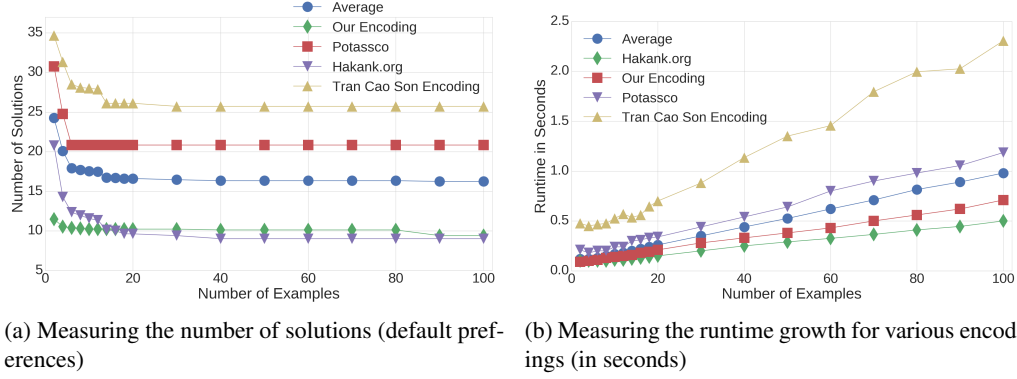 Average
Our Encoding
Potassco
Hakank.org
Tran Cao Son Encoding
35
30
25
20
15
10
5
0
20
40
60
80
100
Number of Solutions
Number of Examples
(a) Measuring the number of solutions (default pref-
erences)
2.5
2.0
1.5
1.0
0.5
0.0
0
20
40
60
80
100
Average
Hakank.org
Our Encoding
Potassco
Tran Cao Son Encoding
Runtime in Seconds
Number of Examples
(b) Measuring the runtime growth for various encod
ings (in seconds)